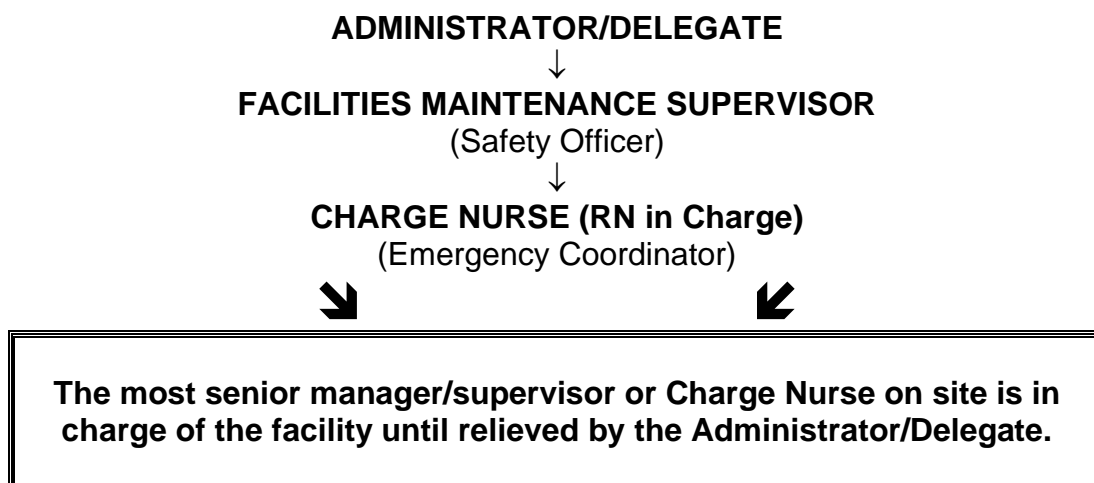 ADMINISTRATOR/DELEGATE
↓
FACILITIES MAINTENANCE SUPERVISOR
(Safety Officer)
↓
CHARGE NURSE (RN in Charge)
(Emergency Coordinator)
The most senior manager/supervisor or Charge Nurse on site is in
charge of the facility until relieved by the Administrator/Delegate.